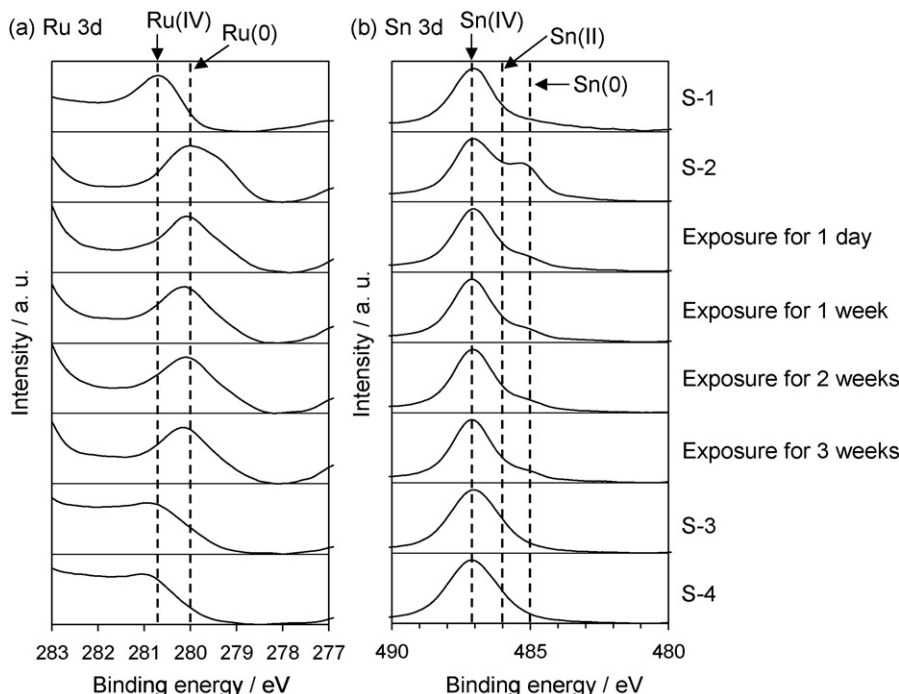 (a) Ru 3d
Ru(IV)
Ru(0)
(b) Sn 3d
Sn(IV)
Sn(II)
Sn(0)
S-1
S-2
Exposure for 1 day
Exposure for 1 week
Exposure for 2 weeks
Exposure for 3 weeks
S-3
S-4
Intensity / a. u.
Intensity / a. u.
283 282 281 280 279 278 277
490 485 480
Binding energy / eV
Binding energy / eV